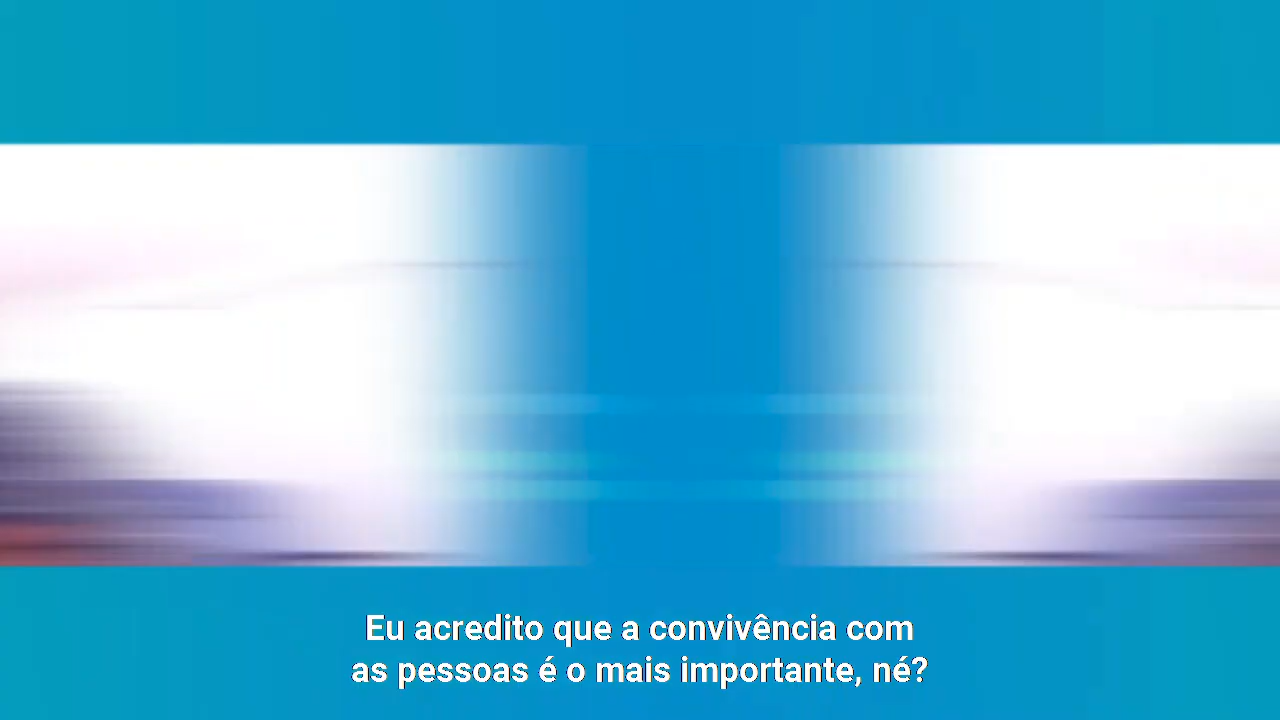 Eu acredito que a convivência com
as pessoas é o mais importante, né?